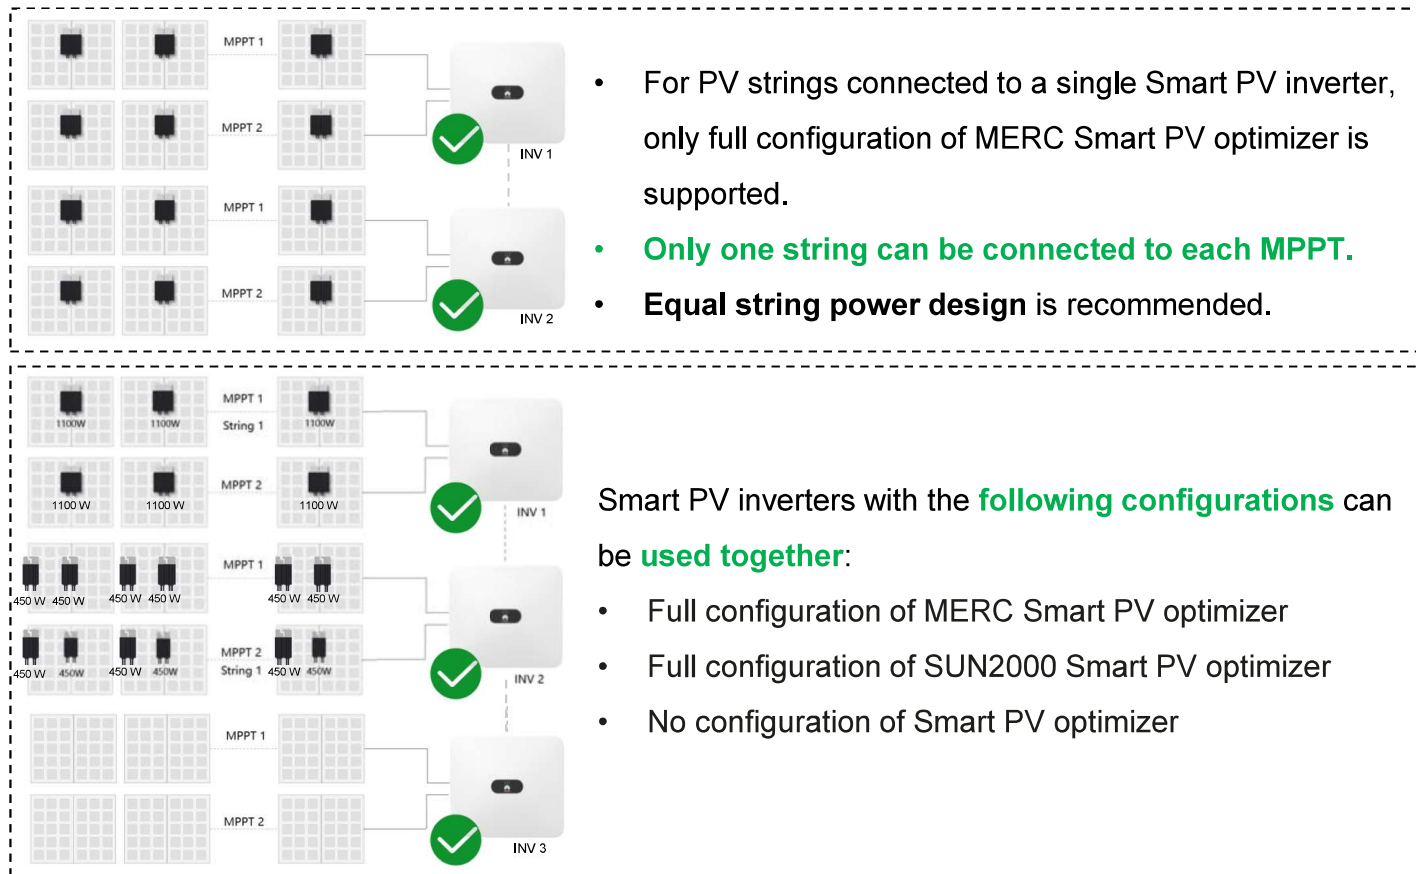 MPPT 1
MPPT 2
INV 1
MPPT 1
MPPT 2
INV 2
• For PV strings connected to a single Smart PV inverter,
only full configuration of MERC Smart PV optimizer is
supported.
• Only one string can be connected to each MPPT.
• Equal string power design is recommended.
1100W 1100W 1100W
MPPT 1
String 1
MPPT 2
1100 W 1100 W 1100 W
INV 1
MPPT 1
450 W 450 W 450 W 450 W 450 W 450 W
MPPT 2
String 1
450 W 450W 450 W 450W 450 W 450W
INV 2
MPPT 1
MPPT 2
INV 3
Smart PV inverters with the following configurations can
be used together:
• Full configuration of MERC Smart PV optimizer
• Full configuration of SUN2000 Smart PV optimizer
• No configuration of Smart PV optimizer